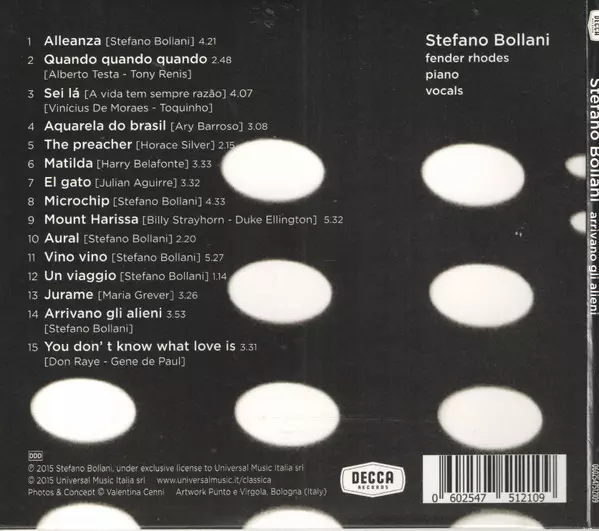 1 Alleanza [Stefano Bollani] 4.21
2 Quando quando quando 2.48
[Alberto Testa - Tony Renis]
3 Sei lá [A vida tem sempre razão] 4.07
[Vinícius De Moraes - Toquinho]
4 Aquarela do brasil [Ary Barroso] 3.08
5 The preacher [Horace Silver] 2.15
6 Matilda [Harry Belafonte] 3.33
7 El gato [Julian Aguirre] 3.32
8 Microchip [Stefano Bollani] 4.33
9 Mount Harissa [Billy Strayhorn - Duke Ellington] 5.32
10 Aural [Stefano Bollani] 2.20
11 Vino vino [Stefano Bollani] 5.27
12 Un viaggio [Stefano Bollani] 1.14
13 Jurame [Maria Grever] 3.26
14 Arrivano gli alieni 3.53
[Stefano Bollani]
15 You don' t know what love is 3.31
[Don Raye - Gene de Paul]
Stefano Bollani
fender rhodes
piano
vocals
DDD
℗ 2015 Stefano Bollani, under exclusive license to Universal Music Italia srl
© 2015 Universal Music Italia srl www.universalmusic.it/classica
Photos & Concept © Valentina Cenni Artwork Punto e Virgola, Bologna (Italy)
DECCA
0 602547 512109
DECCA
Stefano Bollani arrivano gli alieni
0602547512109